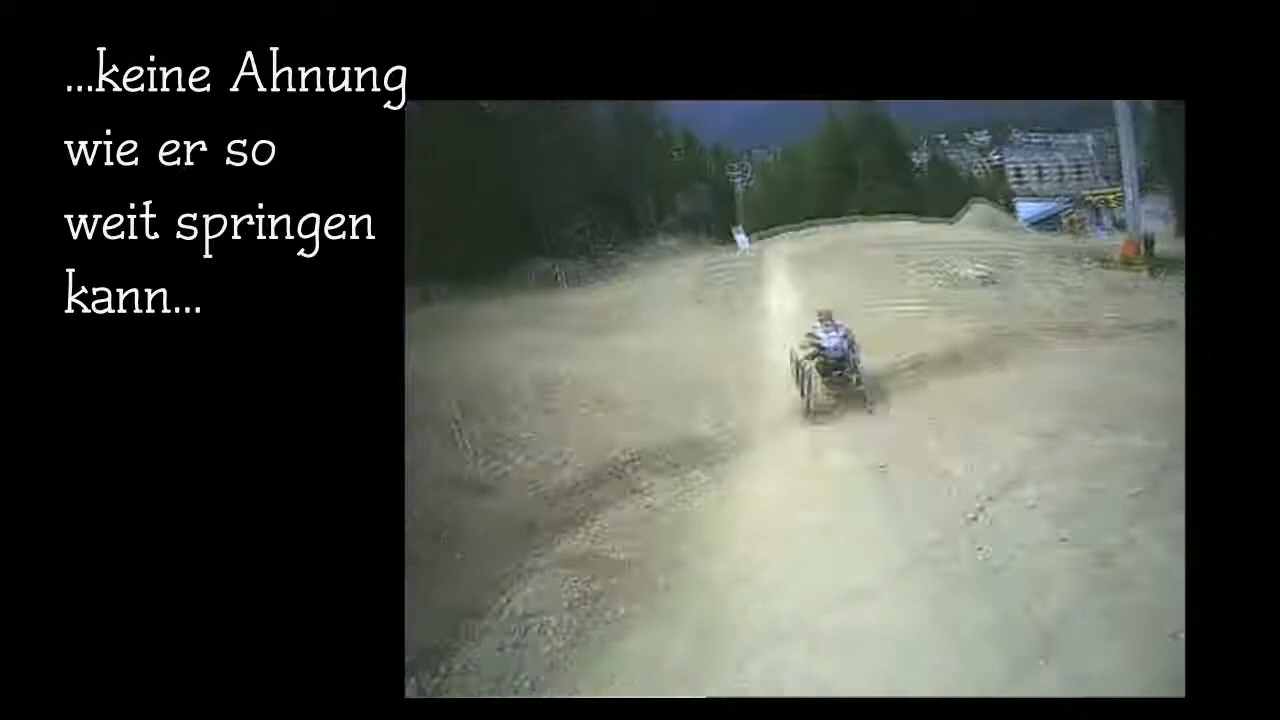 ...keine Ahnung
wie er so
weit springen
kann...